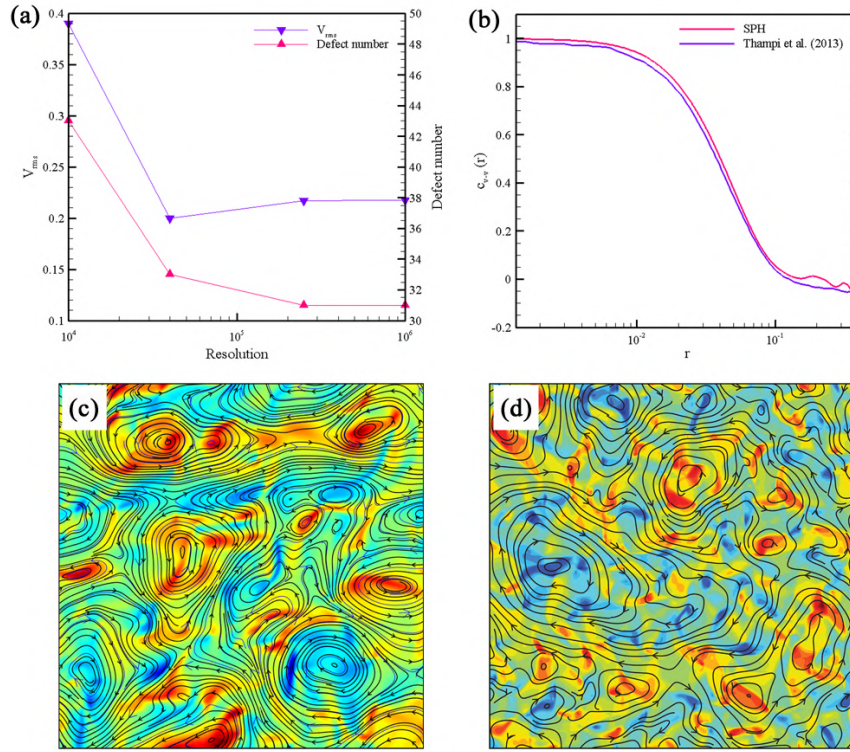 (a)
0.4
0.35
0.3
0.25
0.2
0.15
0.1
V_rms
50
48
46
44
42
40
38
36
34
32
30
Defect number
V_rms
Defect number
10^4
10^5
10^6
Resolution
(b)
1
0.8
0.6
0.4
0.2
0
-0.2
c_v-v (r)
SPH
Thampi et al. (2013)
10^-2
10^-1
r
(c)
(d)